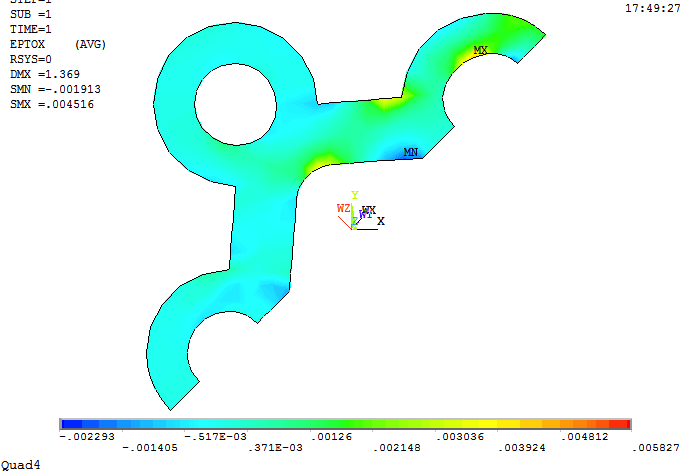 STEP=1
SUB =1
TIME=1
EPTOX (AVG)
RSYS=0
DMX =1.369
SMN =-.001913
SMX =.004516
17:49:27
MX
MN
Y
WZ
WX
WY
Z
X
-.002293 -.517E-03 .00126 .003036 .004812
-.001405 .371E-03 .002148 .003924 .005827
Quad4